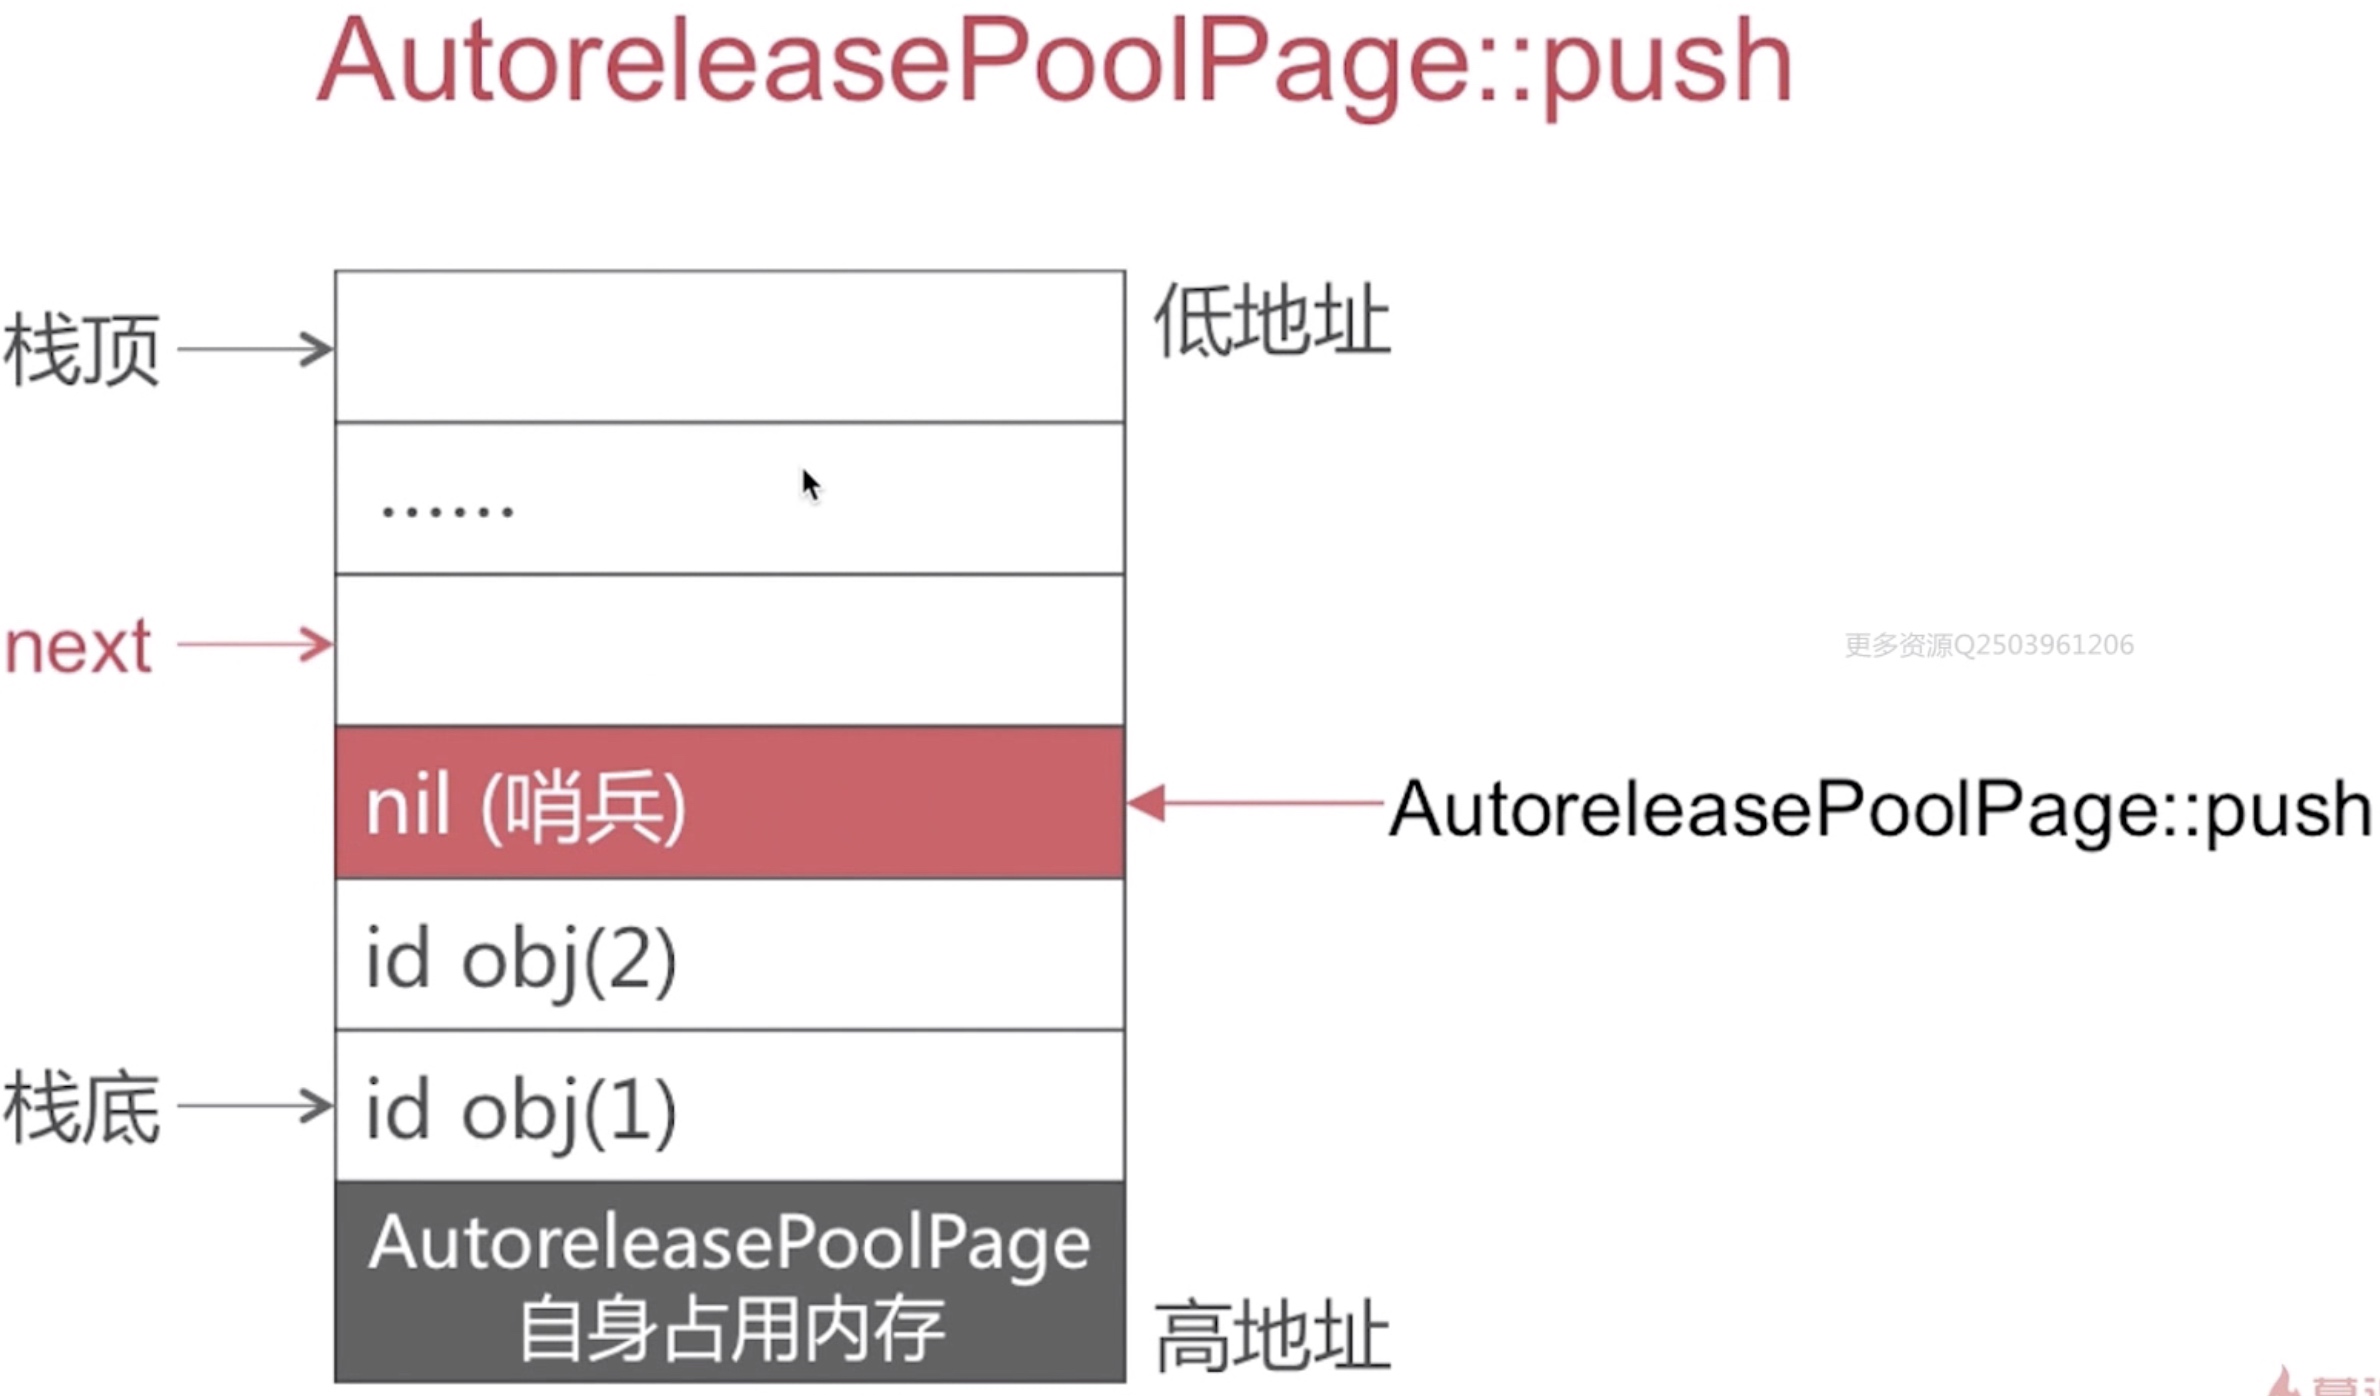 AutoreleasePoolPage::push
栈顶
低地址
......
next
更多资源Q2503961206
nil (哨兵)
AutoreleasePoolPage::push
id obj(2)
栈底
id obj(1)
AutoreleasePoolPage
自身占用内存
高地址